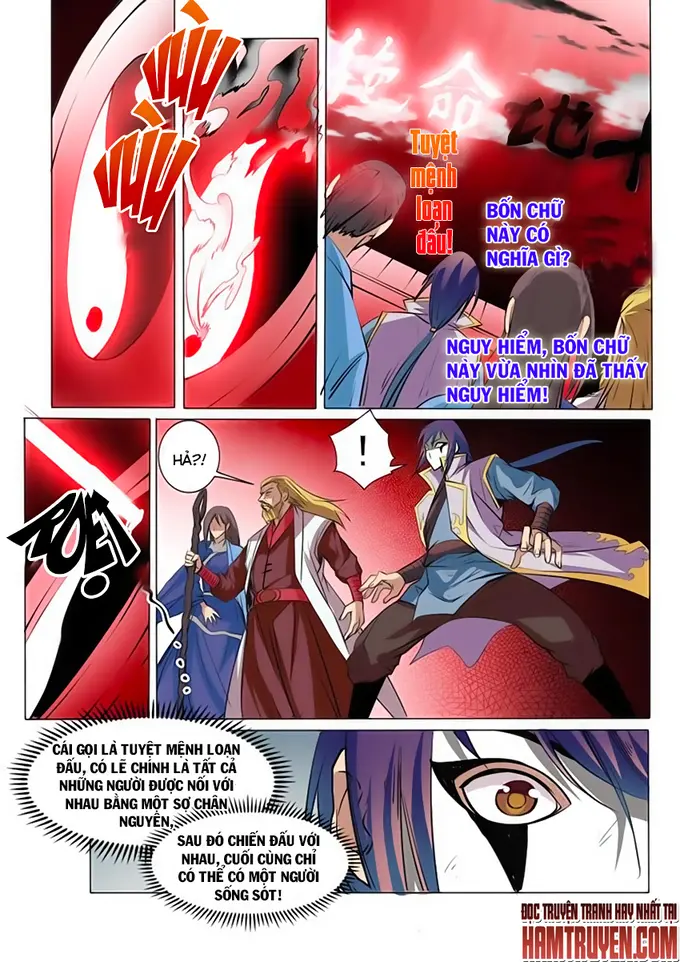 VÙÙ
VÙÙ
使命
Tuyệt
mệnh
loạn
đấu!
BỐN CHỮ
NÀY CÓ
NGHĨA GÌ?
NGUY HIỂM, BỐN CHỮ
NÀY VỪA NHÌN ĐÃ THẤY
NGUY HIỂM!
HẢ?!
!
ROẸT
CÁI GỌI LÀ TUYỆT MỆNH LOẠN
ĐẤU, CÓ LẼ CHÍNH LÀ TẤT CẢ
NHỮNG NGƯỜI ĐƯỢC NỐI VỚI
NHAU BẰNG MỘT SỢ CHÂN
NGUYÊN,
SAU ĐÓ CHIẾN ĐẤU VỚI
NHAU, CUỐI CÙNG CHỈ
CÓ THỂ CÓ MỘT NGƯỜI
SỐNG SÓT!
ĐỌC TRUYỆN TRANH HAY NHẤT TẠI
HAMTRUYEN.COM